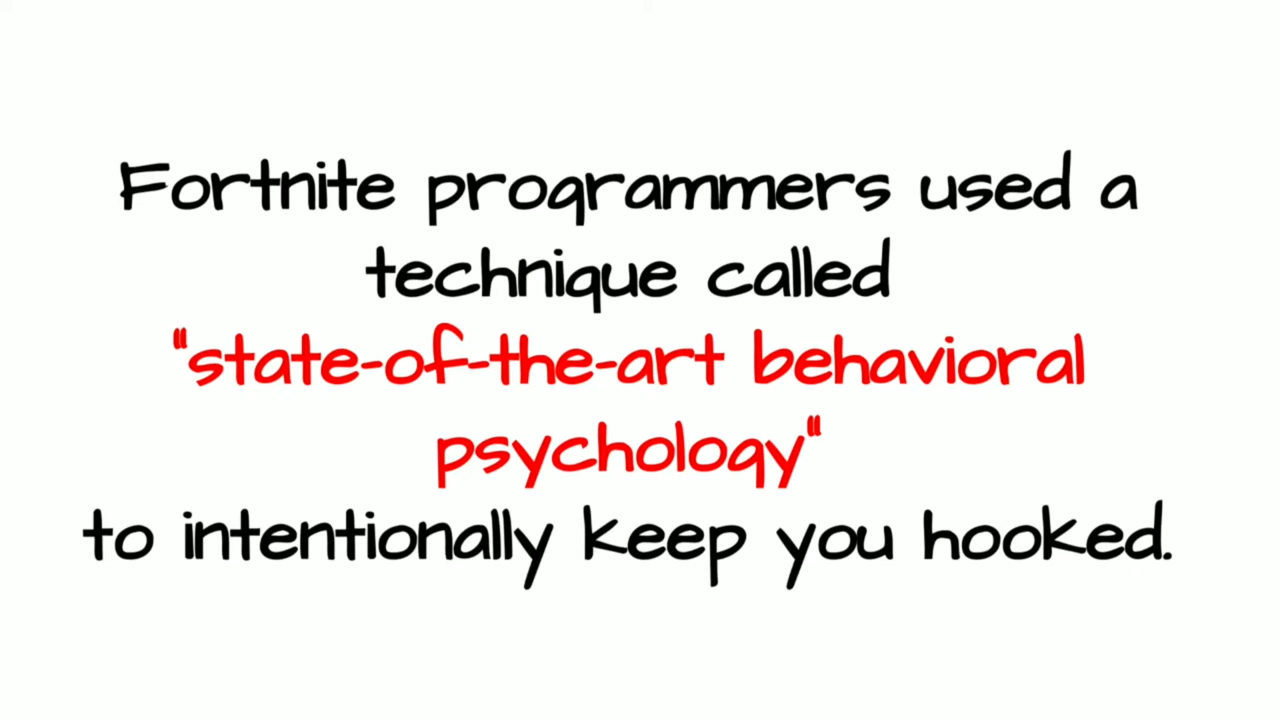 Fortnite programmers used a
technique called
"state-of-the-art behavioral
psychology"
to intentionally keep you hooked.